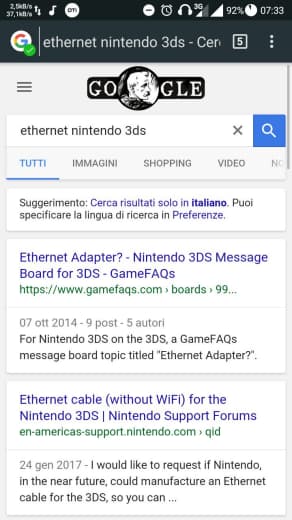 2,5kB/s
37,1kB/s
3G
92%
07:33
ethernet nintendo 3ds - Cer
5
GO GLE
ethernet nintendo 3ds
TUTTI IMMAGINI SHOPPING VIDEO NO
Suggerimento: Cerca risultati solo in italiano. Puoi
specificare la lingua di ricerca in Preferenze.
Ethernet Adapter? - Nintendo 3DS Message
Board for 3DS - GameFAQs
https://www.gamefaqs.com › boards › 99...
07 ott 2014 - 9 post - 5 autori
For Nintendo 3DS on the 3DS, a GameFAQs
message board topic titled "Ethernet Adapter?".
Ethernet cable (without WiFi) for the
Nintendo 3DS | Nintendo Support Forums
en-americas-support.nintendo.com › qid
24 gen 2017 - I would like to request if Nintendo,
in the near future, could manufacture an Ethernet
cable for the 3DS, so you can ...